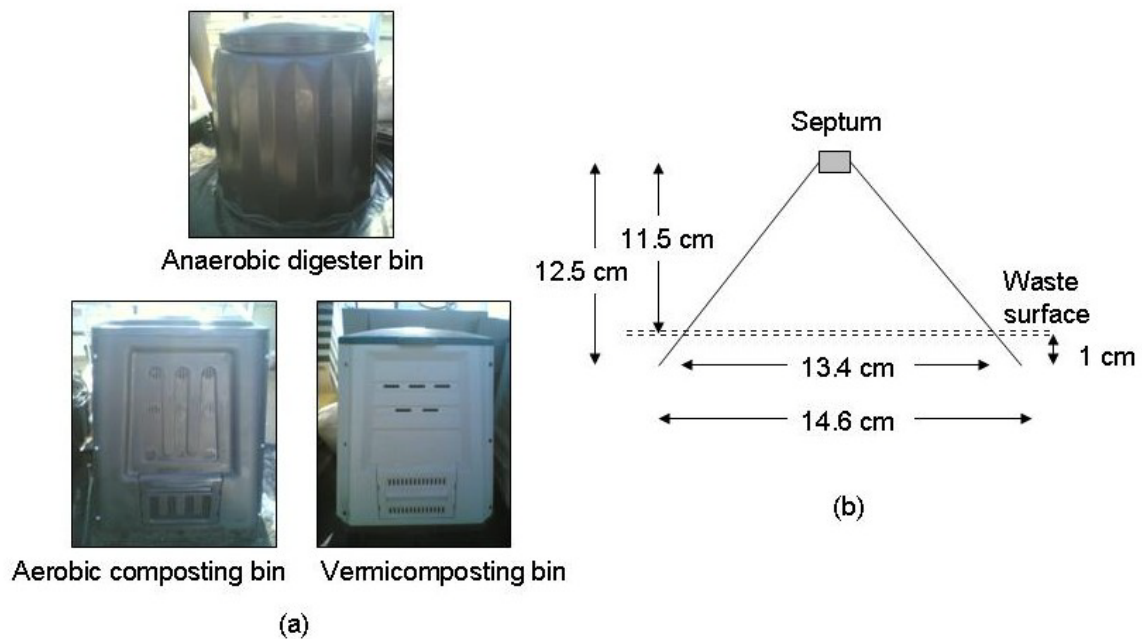 Anaerobic digester bin
Aerobic composting bin
Vermicomposting bin
(a)
Septum
11.5 cm
12.5 cm
Waste
surface
1 cm
13.4 cm
14.6 cm
(b)